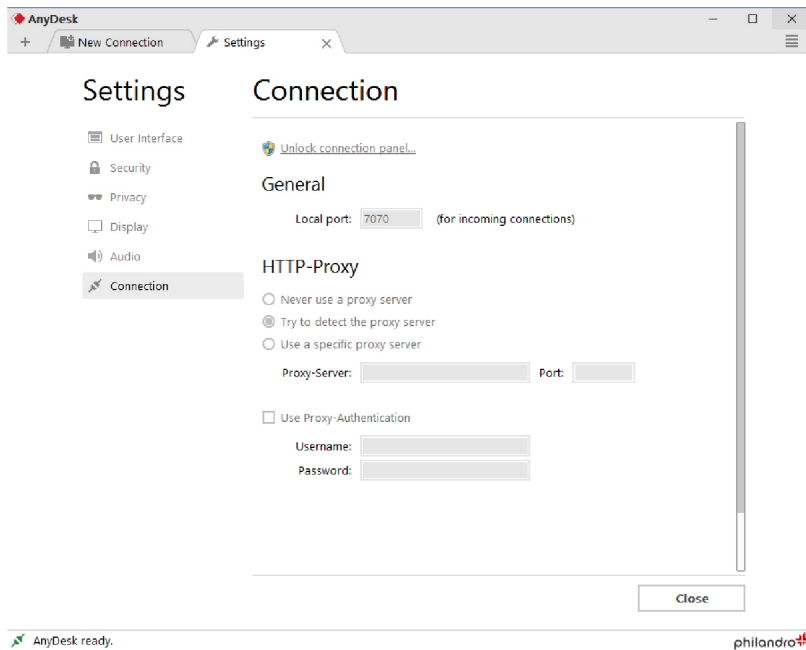 AnyDesk
New Connection
Settings
Settings
Connection
User Interface
Security
Privacy
Display
Audio
Connection
Unlock connection panel...
General
Local port: 7070 (for incoming connections)
HTTP-Proxy
Never use a proxy server
Try to detect the proxy server
Use a specific proxy server
Proxy-Server:
Port:
Use Proxy-Authentication
Username:
Password:
Close
AnyDesk ready.
philandro